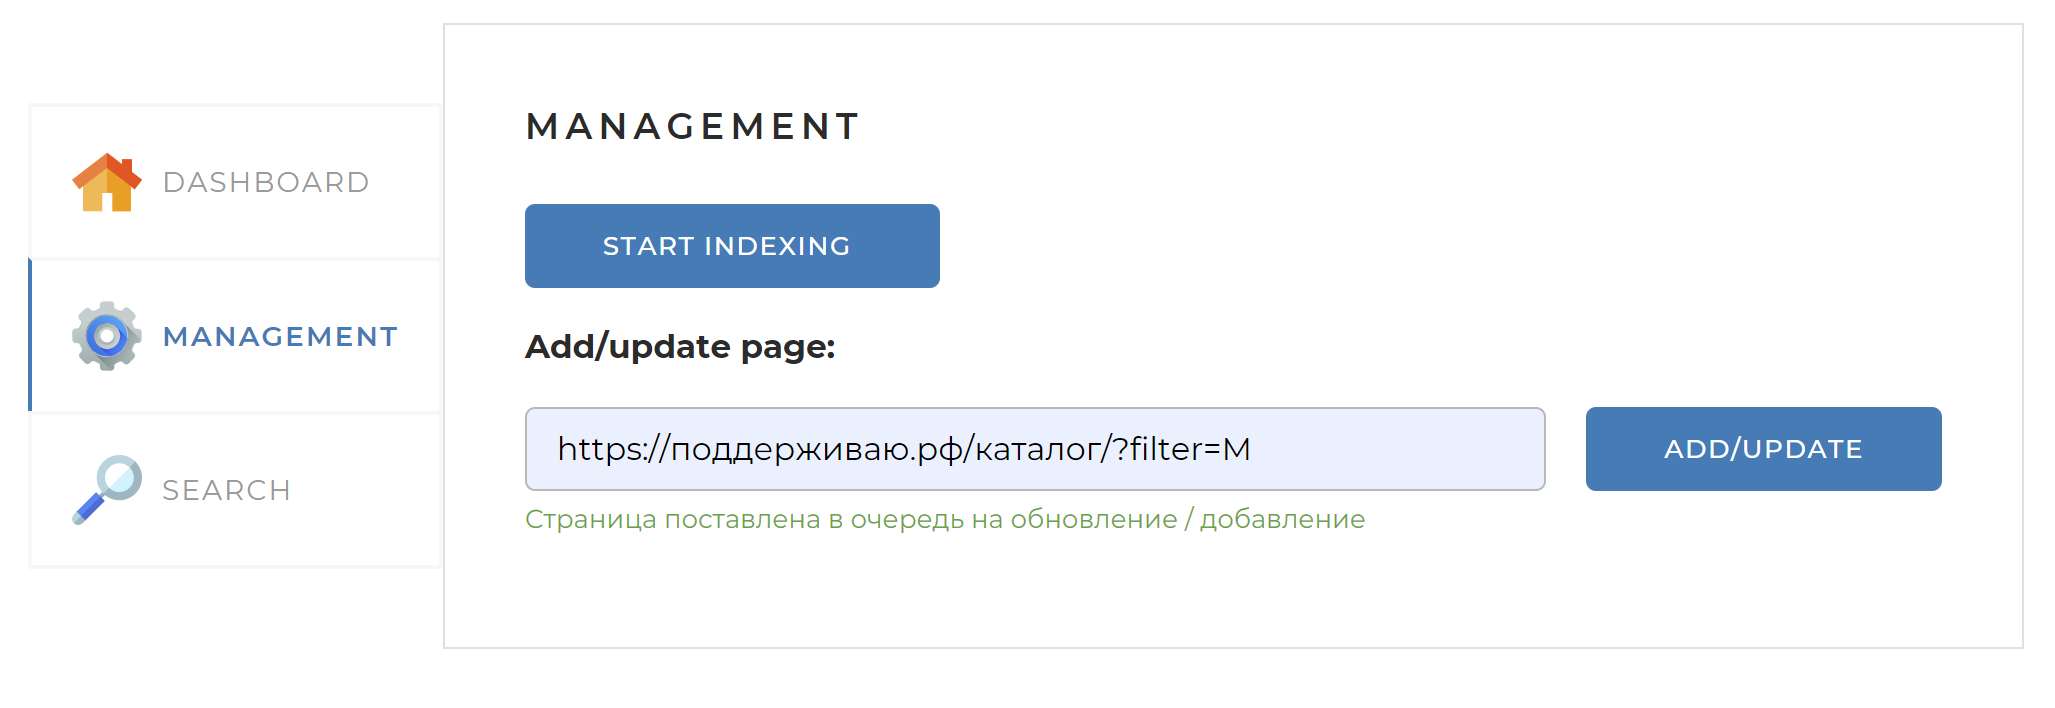 DASHBOARD
MANAGEMENT
SEARCH
MANAGEMENT
START INDEXING
Add/update page:
https://поддерживаю.рф/каталог/?filter=M
ADD/UPDATE
Страница поставлена в очередь на обновление / добавление